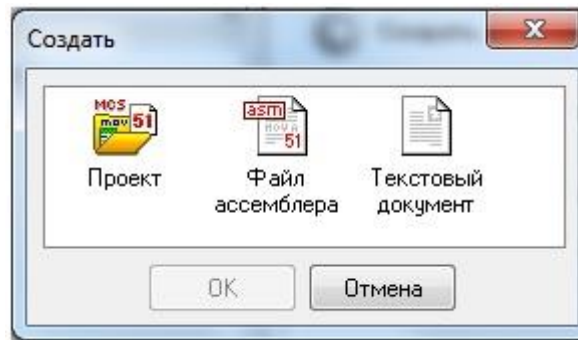 Создать
MCS
mov 51
asm
MOV A
51
Проект
Файл
ассемблера
Текстовый
документ
OK
Отмена